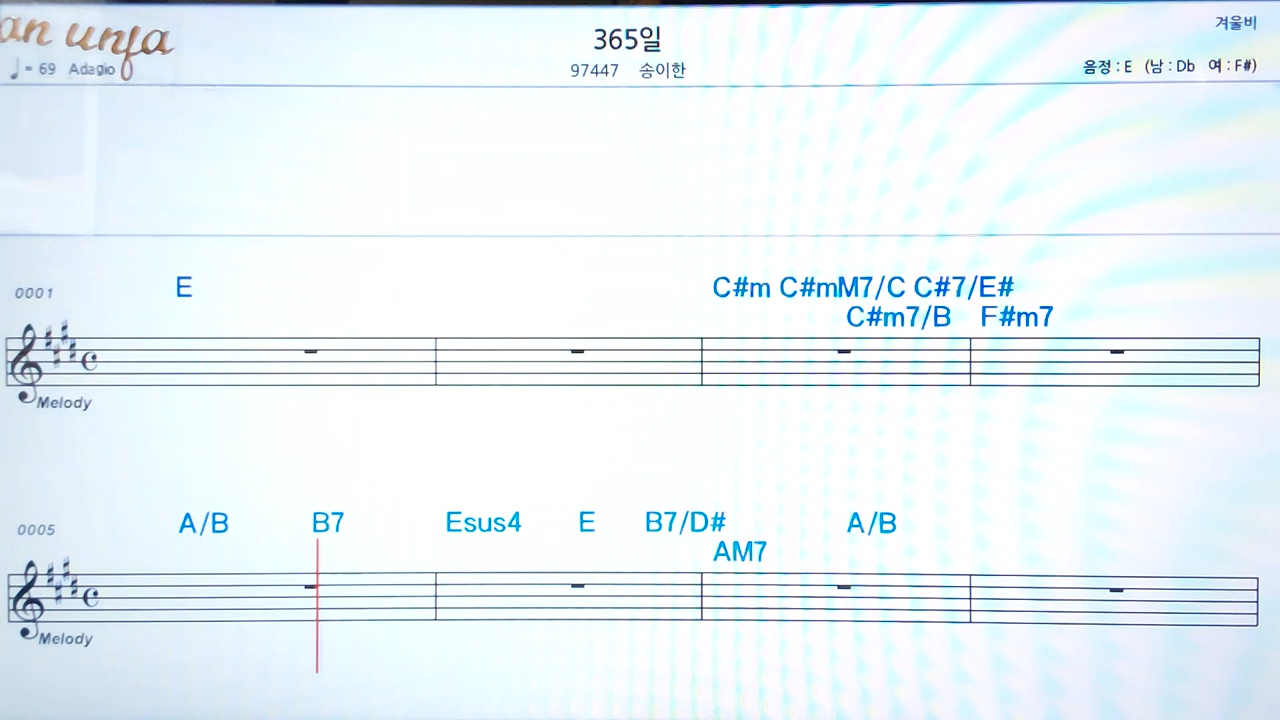 an unfa
365일
겨울비
♩= 69 Adagio
97447 송이한
음정 : E (남 : Db 여 : F#)
0001
E
C#m C#mM7/C C#7/E#
C#m7/B F#m7
Melody
0005
A/B B7 Esus4 E B7/D# A/B
AM7
Melody